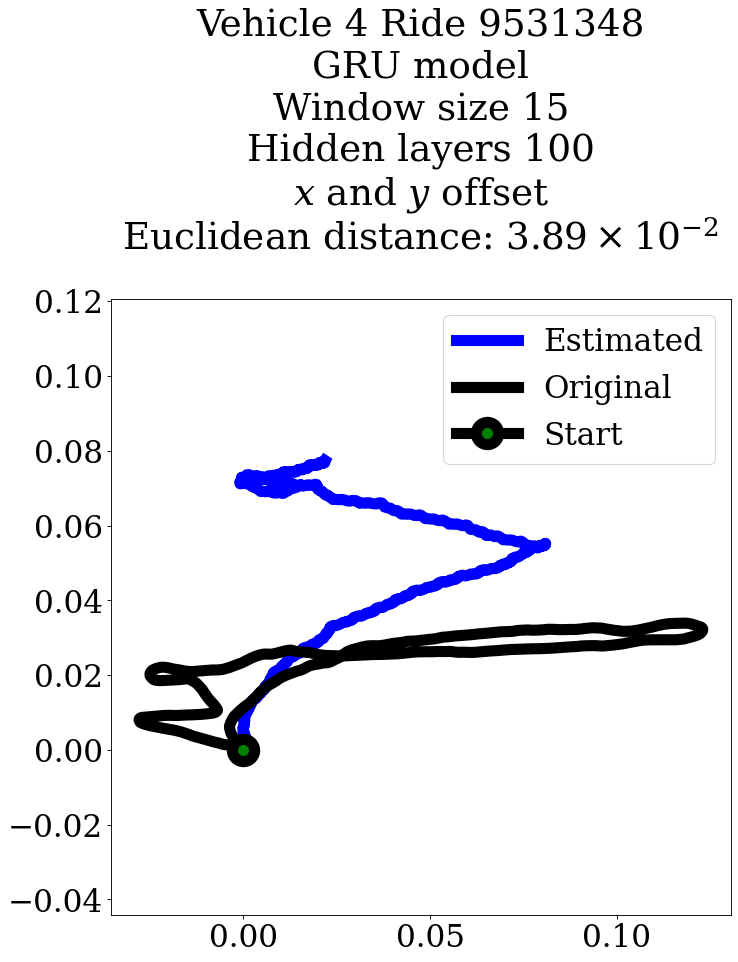 Vehicle 4 Ride 9531348
GRU model
Window size 15
Hidden layers 100
x and y offset
Euclidean distance: 3.89 × 10⁻²
0.12
0.10
0.08
0.06
0.04
0.02
0.00
−0.02
−0.04
Estimated
Original
Start
0.00 0.05 0.10